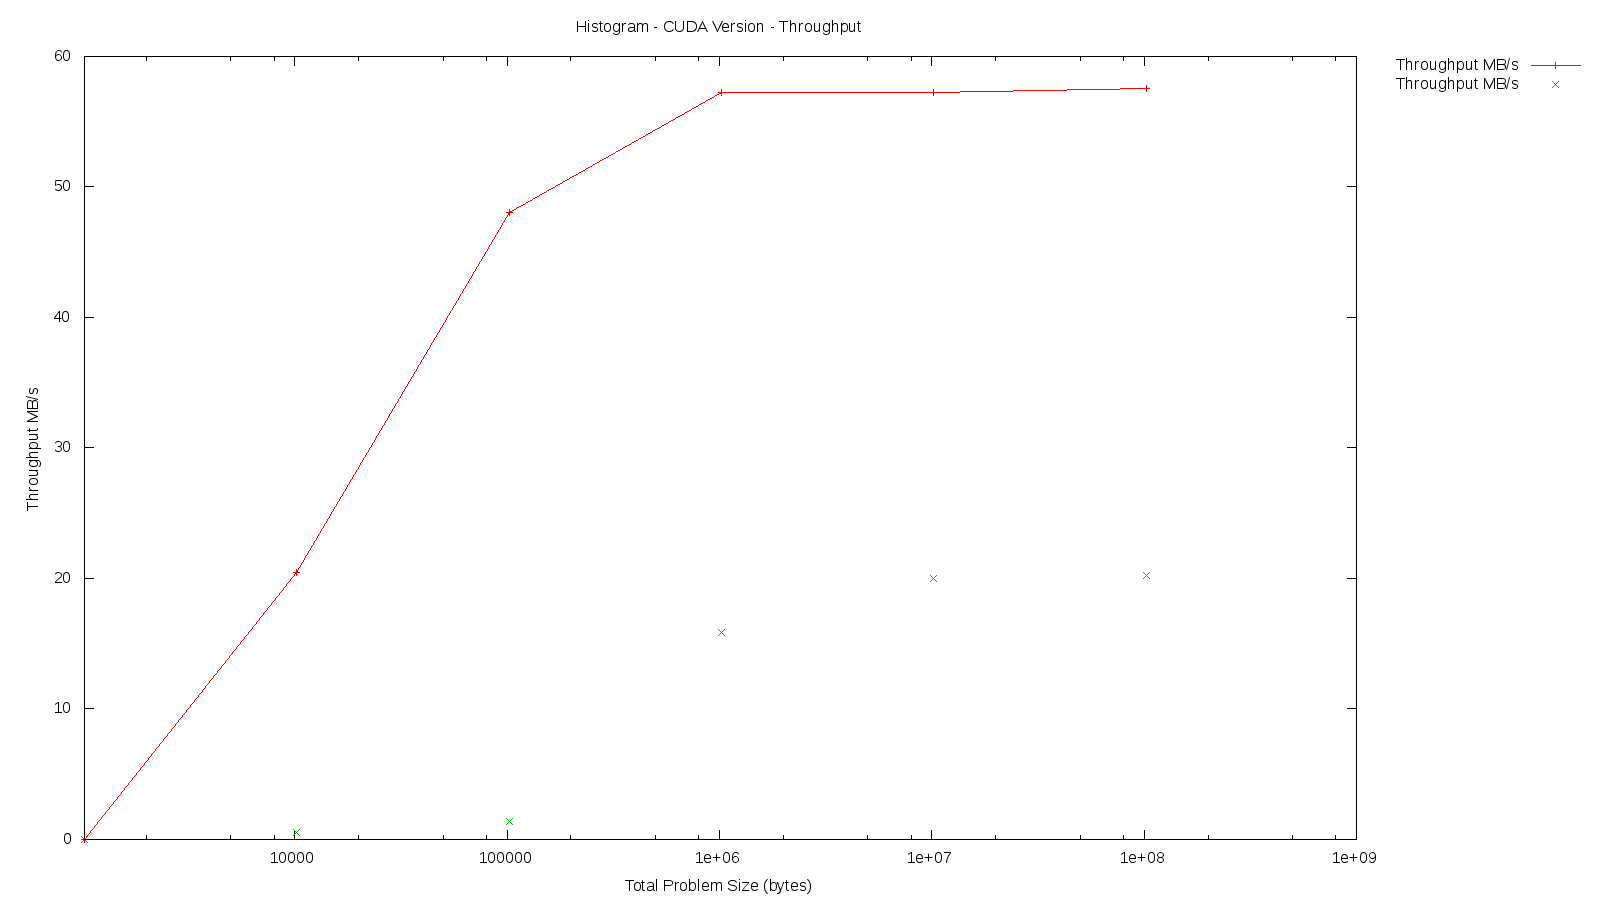 Histogram - CUDA Version - Throughput
Throughput MB/s
Throughput MB/s
60
50
40
30
20
10
0
Throughput MB/s
10000 100000 1e+06 1e+07 1e+08 1e+09
Total Problem Size (bytes)